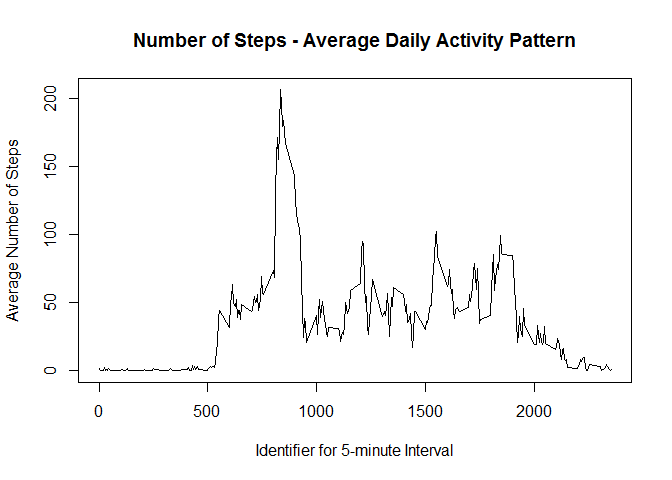 Number of Steps - Average Daily Activity Pattern
Average Number of Steps
200
150
100
50
0
0 500 1000 1500 2000
Identifier for 5-minute Interval